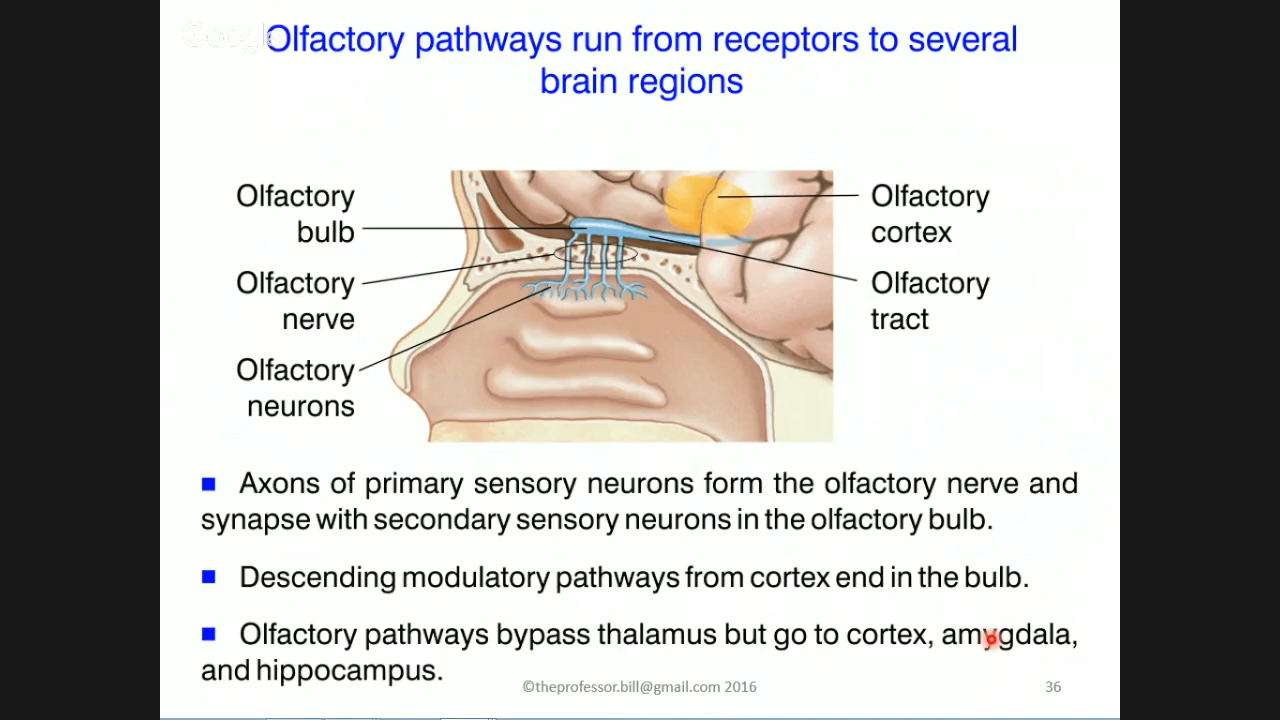 Google
Olfactory pathways run from receptors to several
brain regions
Olfactory
bulb
Olfactory
nerve
Olfactory
neurons
Olfactory
cortex
Olfactory
tract
Axons of primary sensory neurons form the olfactory nerve and
synapse with secondary sensory neurons in the olfactory bulb.
Descending modulatory pathways from cortex end in the bulb.
Olfactory pathways bypass thalamus but go to cortex, amygdala,
and hippocampus.
©theprofessor.bill@gmail.com 2016
36